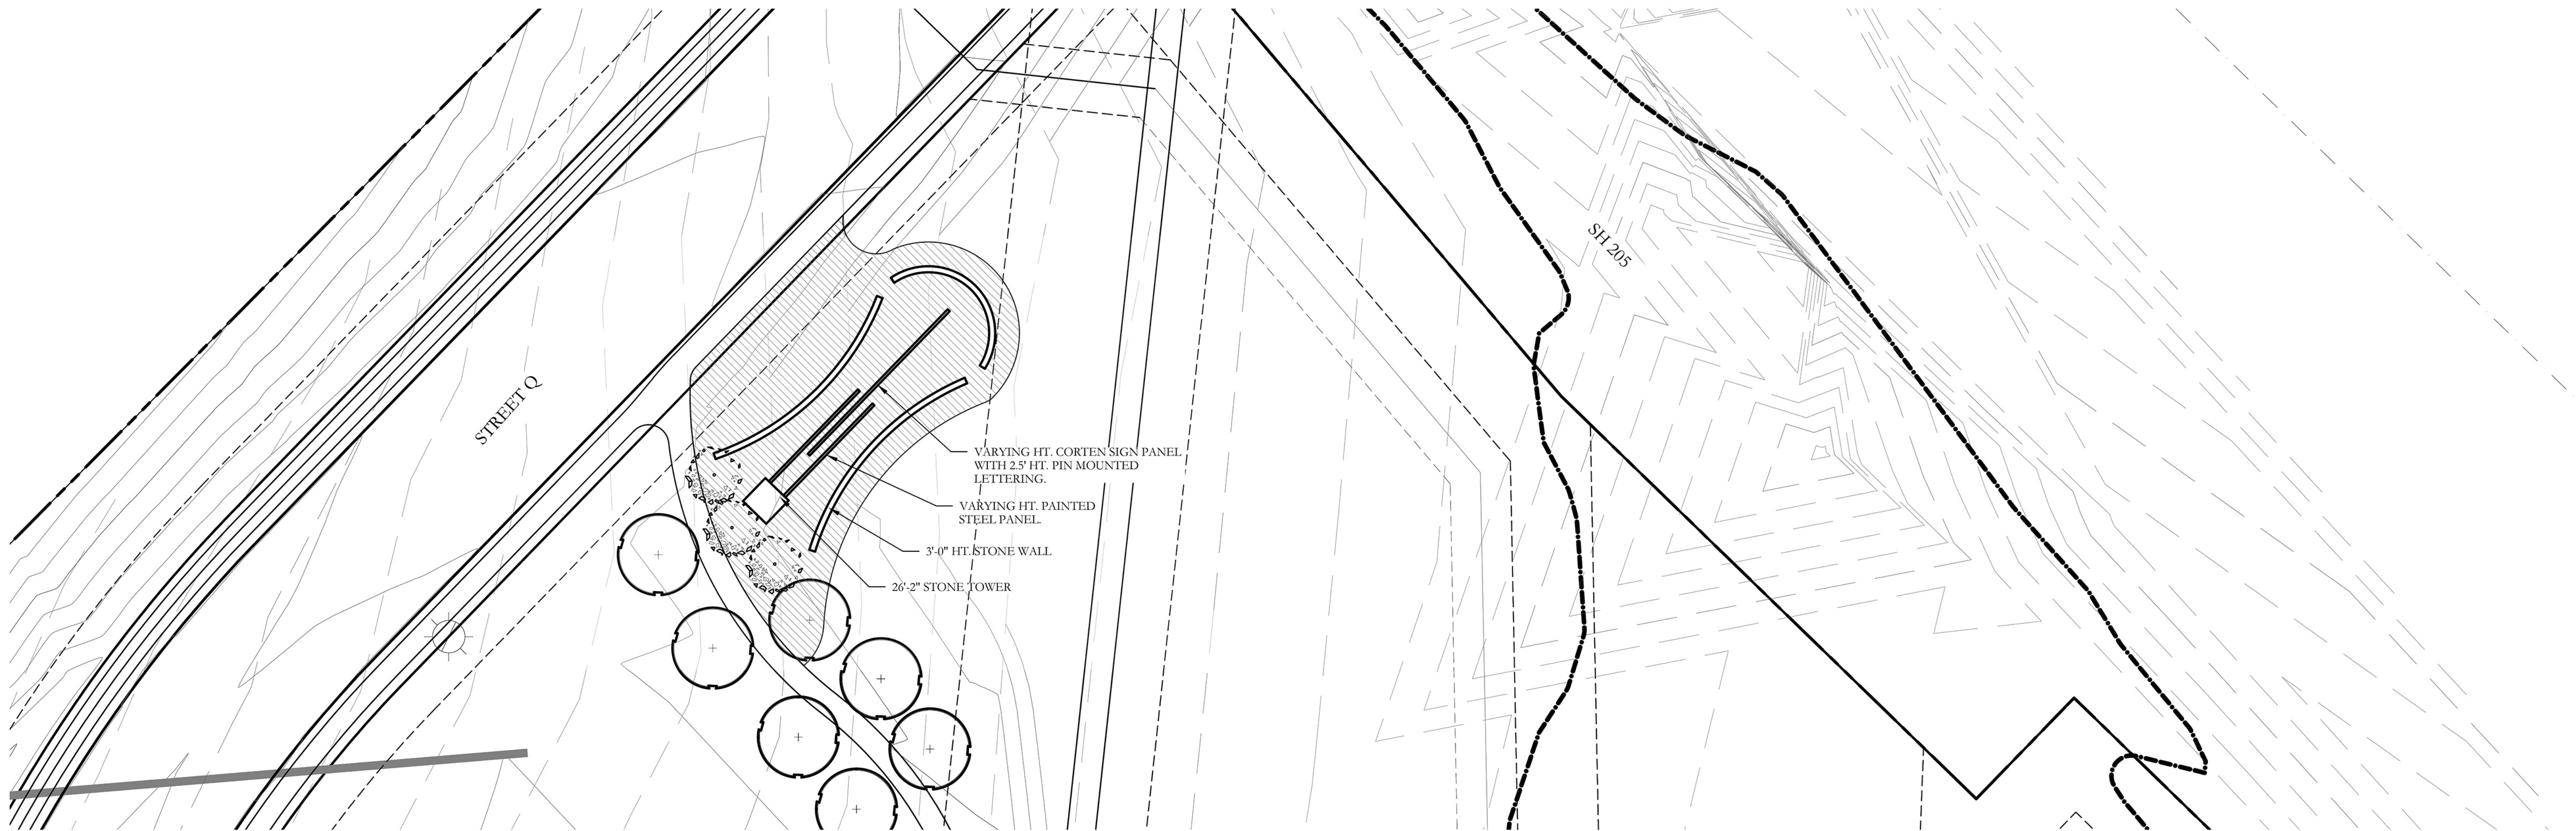 SH 205
STREET Q
VARYING HT. CORTEN SIGN PANEL
WITH 2.5' HT. PIN MOUNTED
LETTERING.
VARYING HT. PAINTED
STEEL PANEL.
3'-0" HT. STONE WALL
26'-2" STONE TOWER